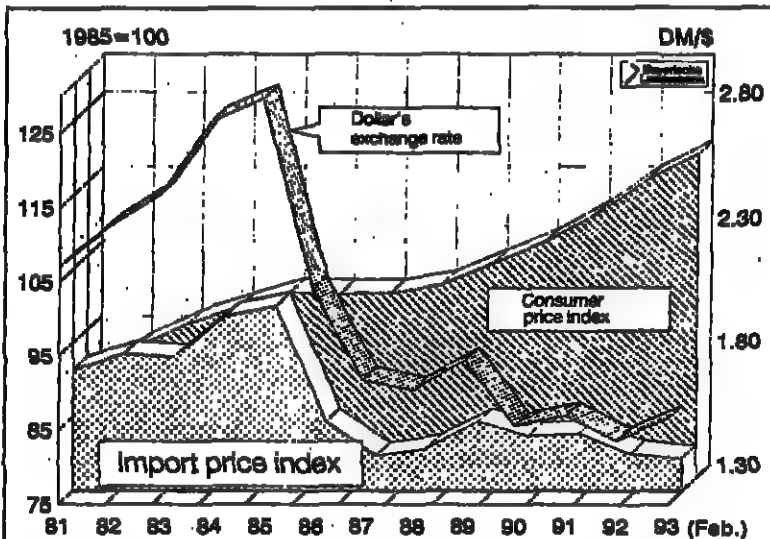 1985=100
DM/$
Bayerische
Dollar's
exchange rate
2.80
125
115
2.30
105
Consumer
price index
95
1.80
85
Import price index
1.30
75
81 82 83 84 85 86 87 88 89 90 91 92 93 (Feb.)